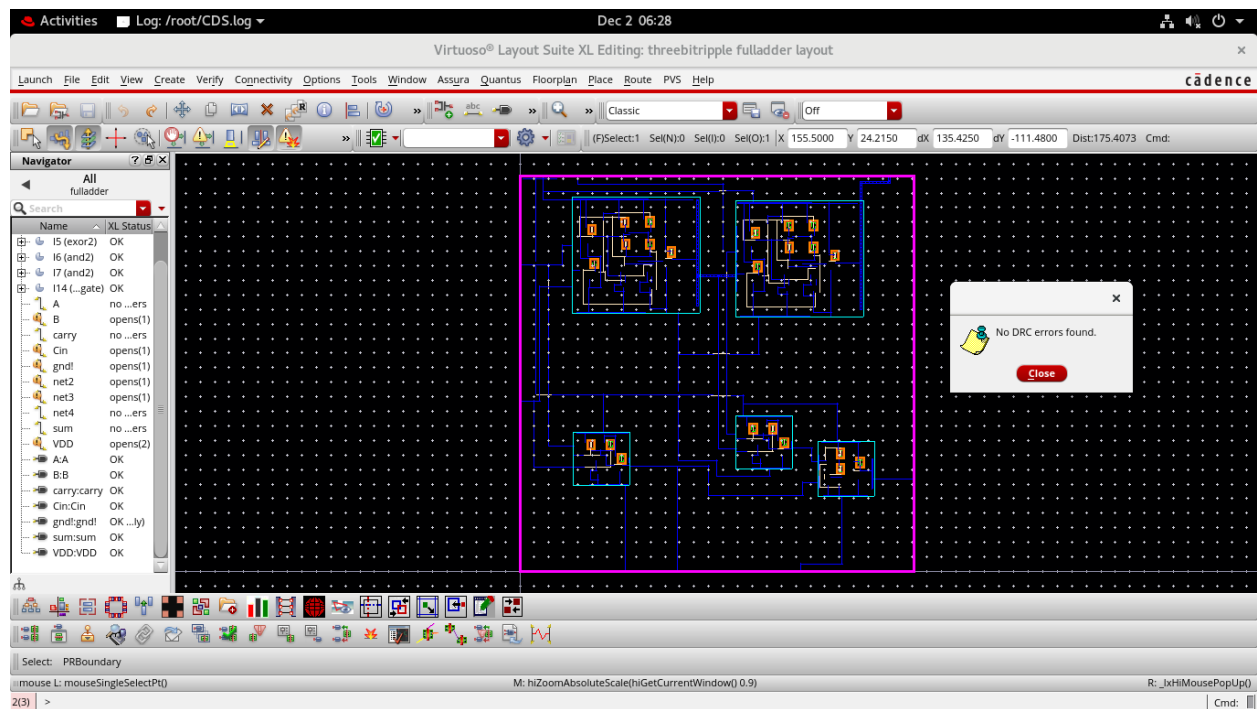 Activities Log: /root/CDS.log Dec 2 06:28
Virtuoso® Layout Suite XL Editing: threebitripple fulladder layout
Launch File Edit View Create Verify Connectivity Options Tools Window Assura Quantus Floorplan Place Route PVS Help cādence
» abc » » Classic Off
» (F)Select:1 Sel(N):0 Sel(I):0 Sel(O):1 X 155.5000 Y 24.2150 dX 135.4250 dY -111.4800 Dist:175.4073 Cmd:
Navigator
All
fulladder
Search
Name XL Status
I5 (exor2) OK
I6 (and2) OK
I7 (and2) OK
I14 (...gate) OK
A no ...ers
B opens(1)
carry no ...ers
Cin opens(1)
gnd! opens(1)
net2 opens(1)
net3 opens(1)
net4 no ...ers
sum no ...ers
VDD opens(2)
A:A OK
B:B OK
carry:carry OK
Cin:Cin OK
gnd!:gnd! OK ...ly)
sum:sum OK
VDD:VDD OK
No DRC errors found.
Close
Select: PRBoundary
mouse L: mouseSingleSelectPt() M: hiZoomAbsoluteScale(hiGetCurrentWindow() 0.9) R: _lxHiMousePopUp()
2(3) > Cmd: